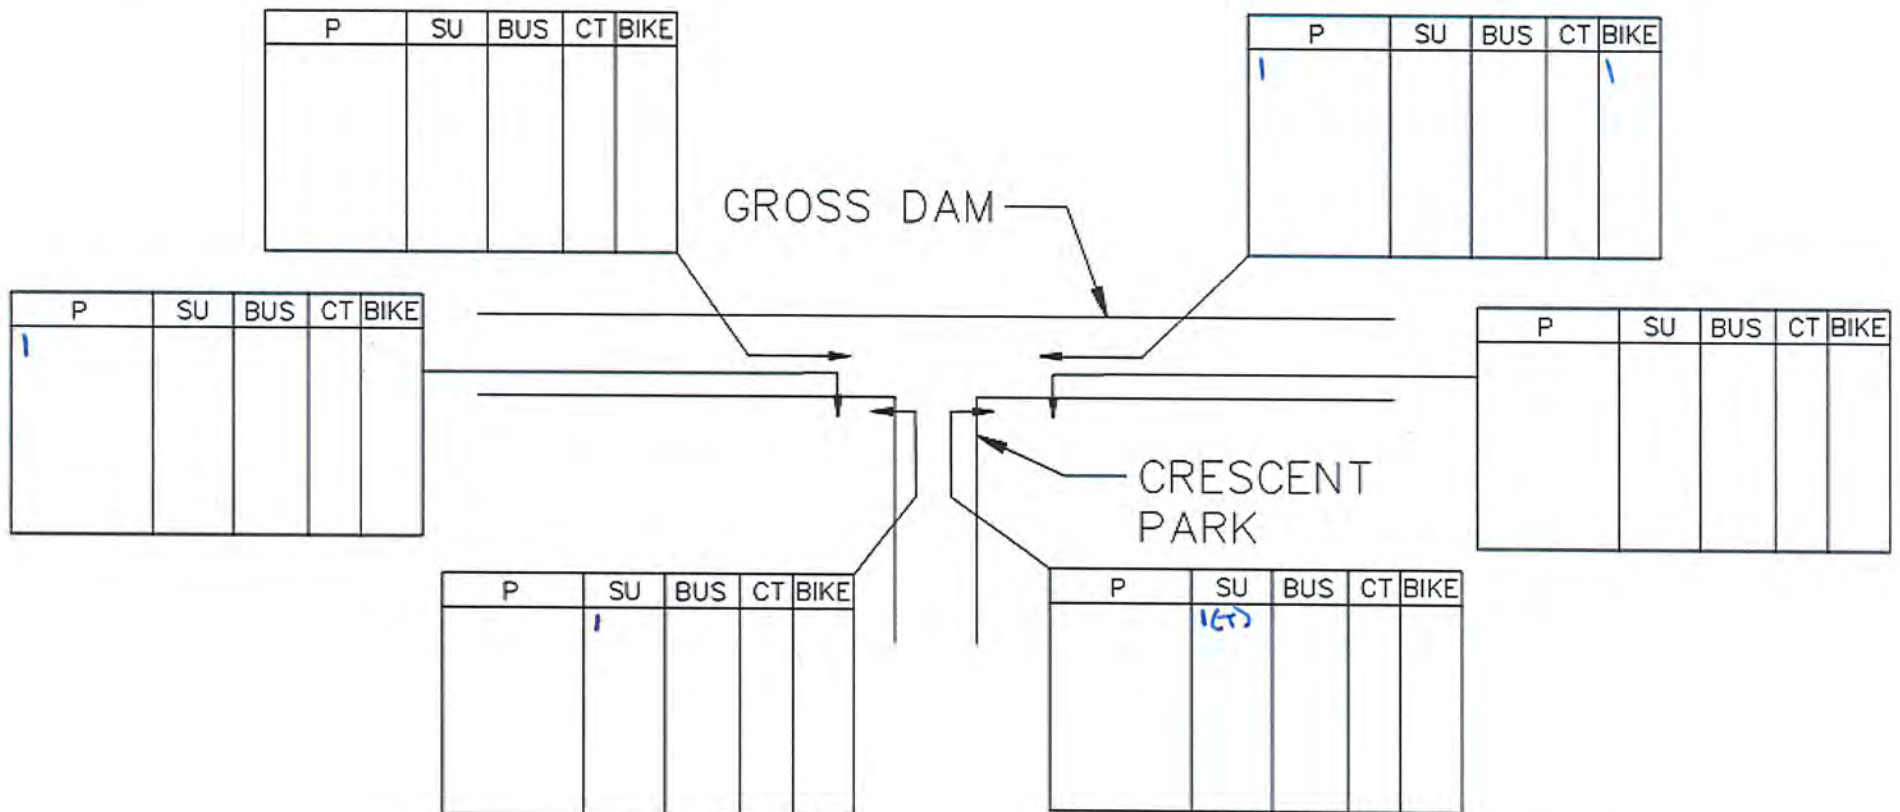 P SU BUS CT BIKE
P SU BUS CT BIKE
1 1
GROSS DAM
P SU BUS CT BIKE
1
P SU BUS CT BIKE
CRESCENT
PARK
P SU BUS CT BIKE
1
P SU BUS CT BIKE
1(T)